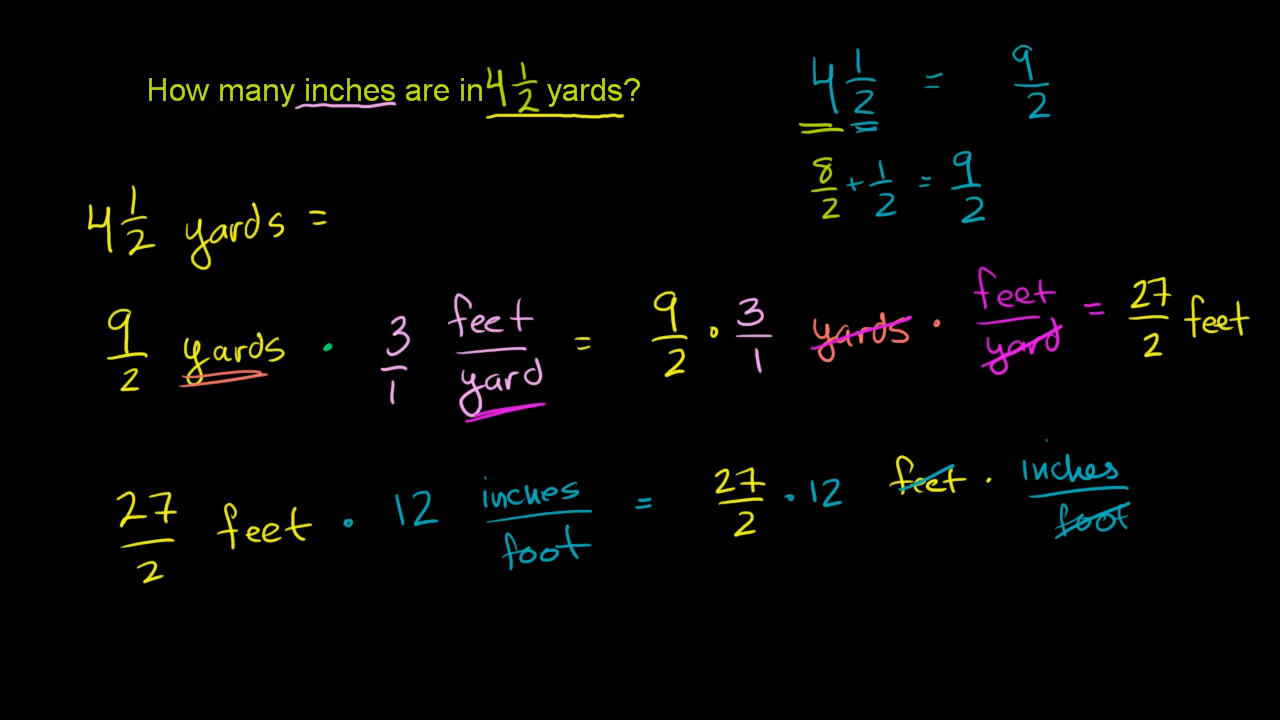 How many inches are in 4 1/2 yards?
4 1/2 = 9/2
8/2 + 1/2 = 9/2
4 1/2 yards =
9/2 yards · 3/1 feet/yard = 9/2 · 3/1 yards · feet/yard = 27/2 feet
27/2 feet · 12 inches/foot = 27/2 · 12 feet · inches/foot